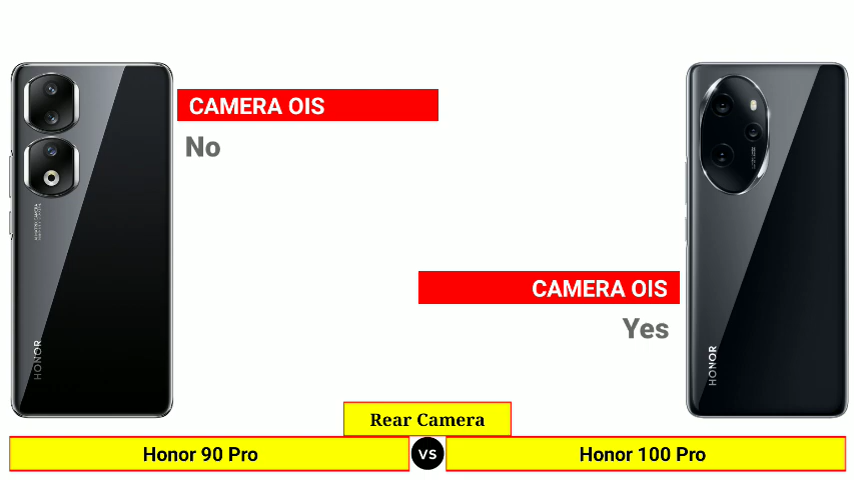 CAMERA OIS
No
HONOR
CAMERA OIS
Yes
HONOR
Rear Camera
Honor 90 Pro
VS
Honor 100 Pro